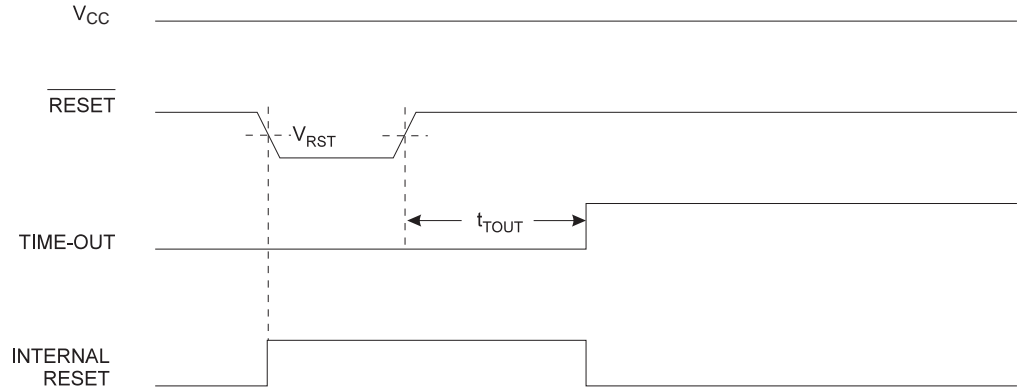 VCC
RESET
VRST
tTOUT
TIME-OUT
INTERNAL
RESET